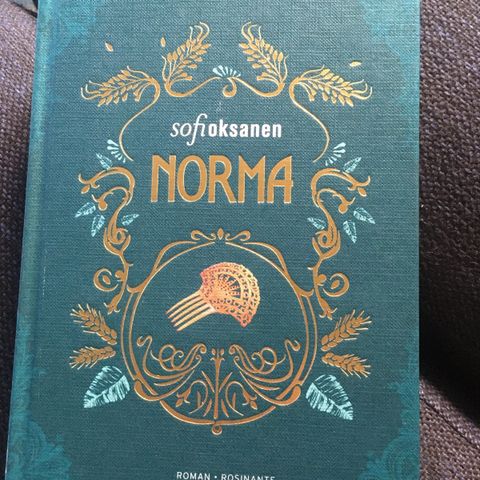 sofioksanen
NORMA
ROMAN · ROSINANTE